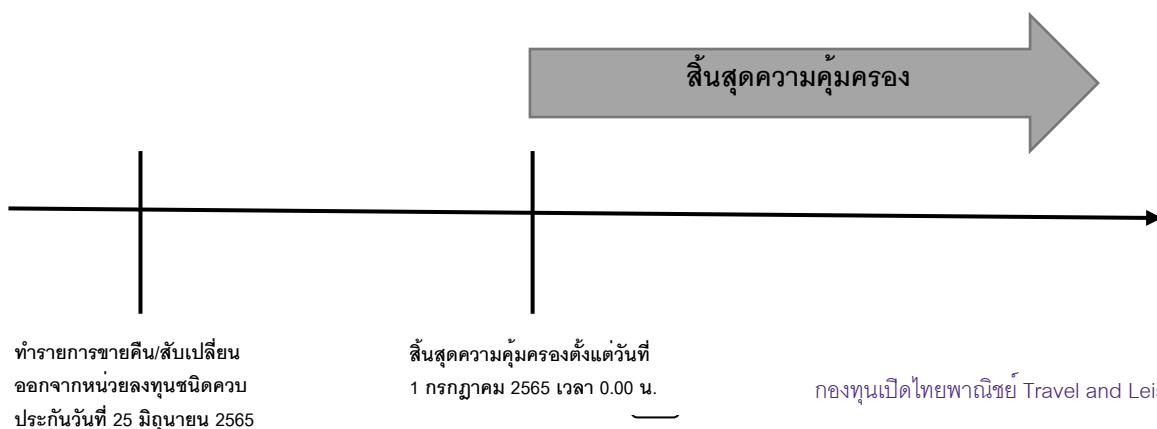 สิ้นสุดความคุ้มครอง
ทำรายการขายคืน/สับเปลี่ยน
ออกจากหน่วยลงทุนชนิดควบ
ประกันวันที่ 25 มิถุนายน 2565
สิ้นสุดความคุ้มครองตั้งแต่วันที่
1 กรกฎาคม 2565 เวลา 0.00 น.
กองทุนเปิดไทยพาณิชย์ Travel and